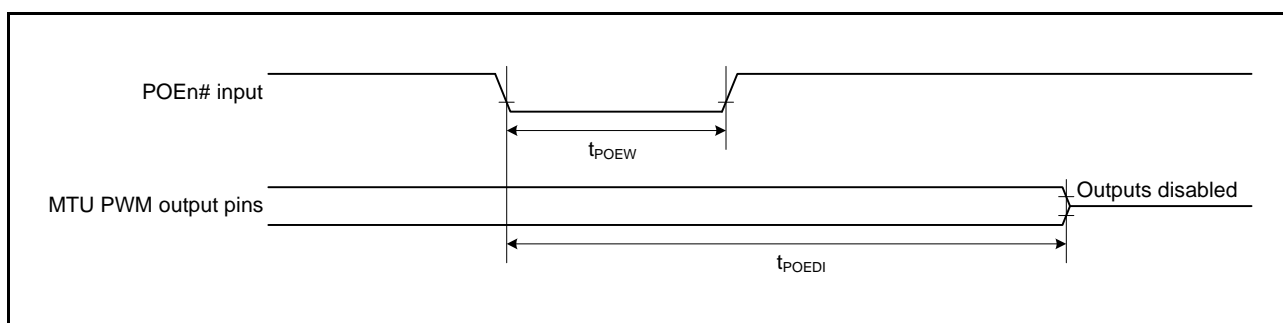 POEn# input
tPOEW
MTU PWM output pins
Outputs disabled
tPOEDI